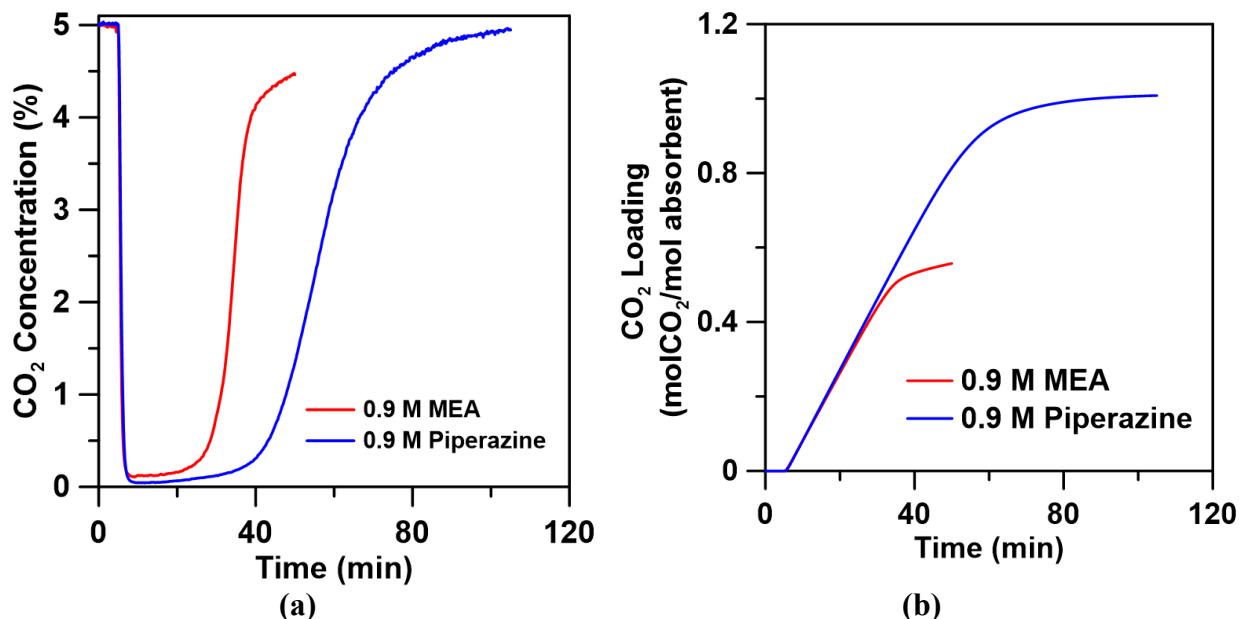 CO₂ Concentration (%)
5
4
3
2
1
0
0
40
80
120
Time (min)
0.9 M MEA
0.9 M Piperazine
(a)
CO₂ Loading
(molCO₂/mol absorbent)
1.2
0.8
0.4
0
0
40
80
120
Time (min)
0.9 M MEA
0.9 M Piperazine
(b)